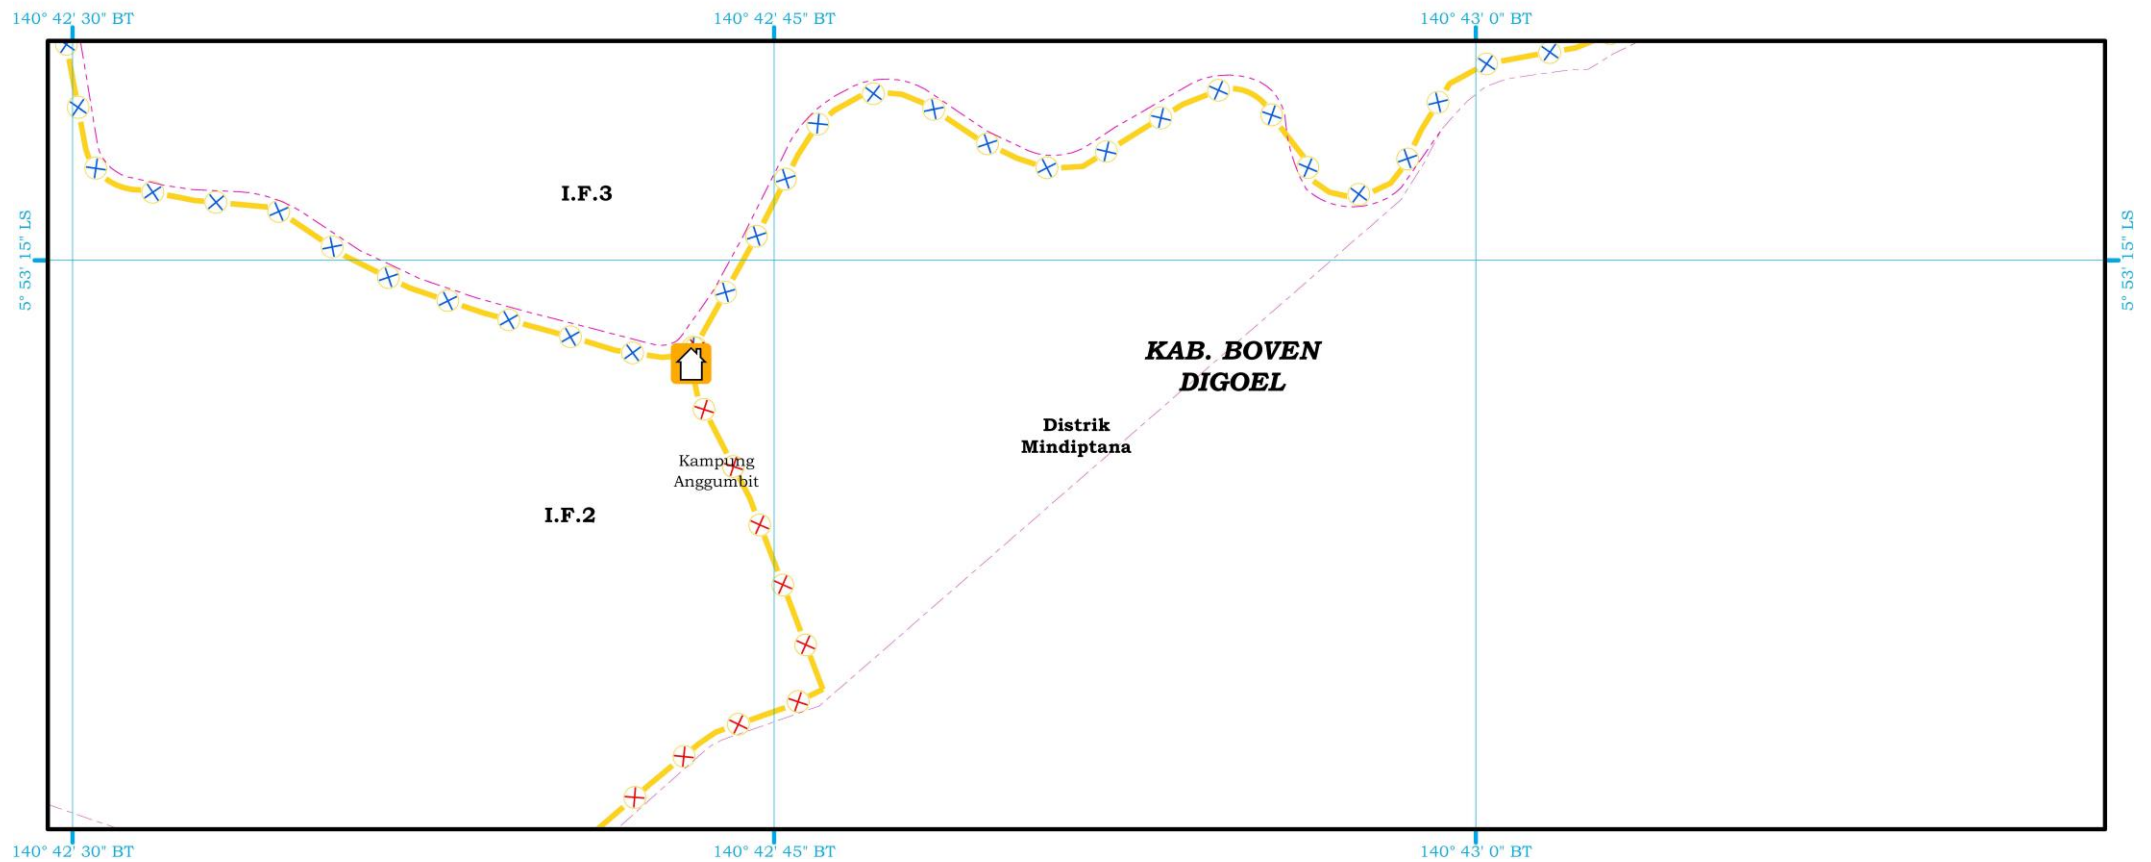 140° 42' 30" BT
140° 42' 45" BT
140° 43' 0" BT
I.F.3
5° 53' 15" LS
5° 53' 15" LS
KAB. BOVEN
DIGOEL
Distrik
Mindiptana
Kampung
Anggumbit
I.F.2
140° 42' 30" BT
140° 42' 45" BT
140° 43' 0" BT